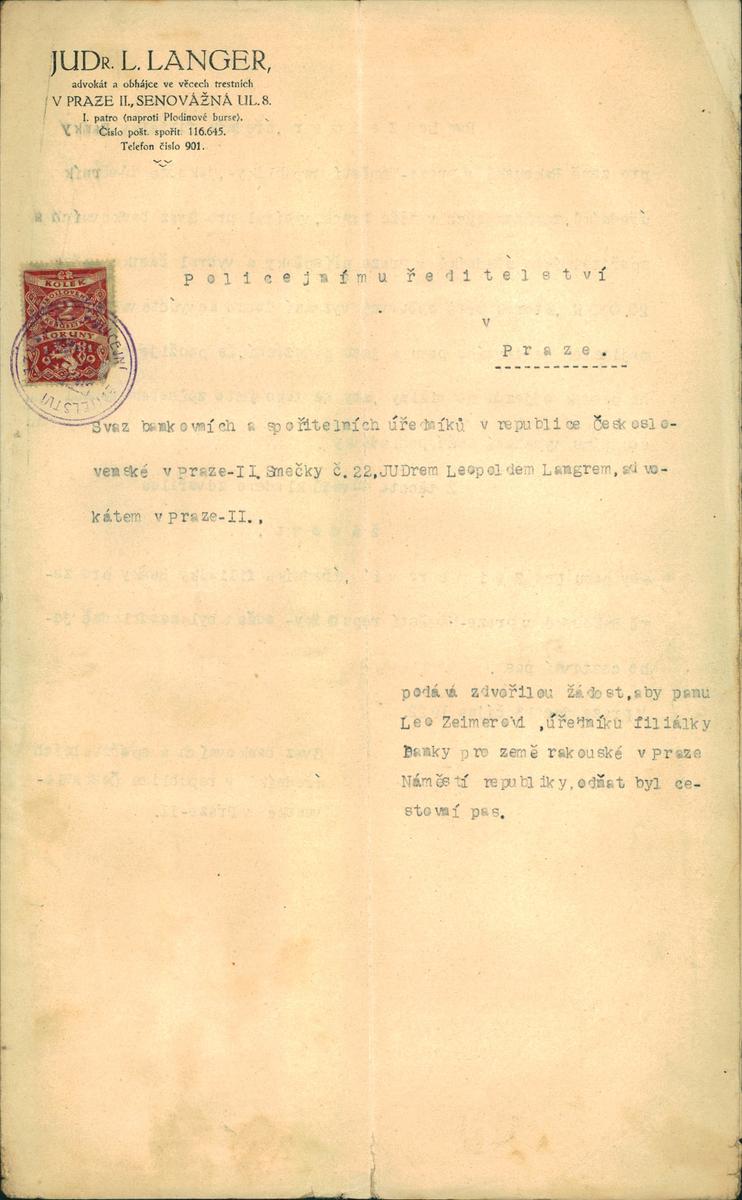 JUDR. L. LANGER,
advokát a obhájce ve věcech trestních
V PRAZE II., SENOVÁŽNÁ UL. 8.
I. patro (naproti Plodinové burse).
Číslo pošt. spořit. 116.645.
Telefon číslo 901.
KOLEK
2
KORUNY
1919
Policejnímu ředitelství
v
Praze.
Svaz bankovních a spořitelních úředníků v republice českoslo-
venské v Praze-II. Smečky č. 22, JUDrem Leopoldem Langrem, advo-
kátem v Praze-II.,
podává zdvořilou žádost, aby panu
Leo Zeimerovi ,úředníku filiálky
Banky pro země rakouské v Praze
Náměstí republiky, odňat byl ce-
stovní pas.